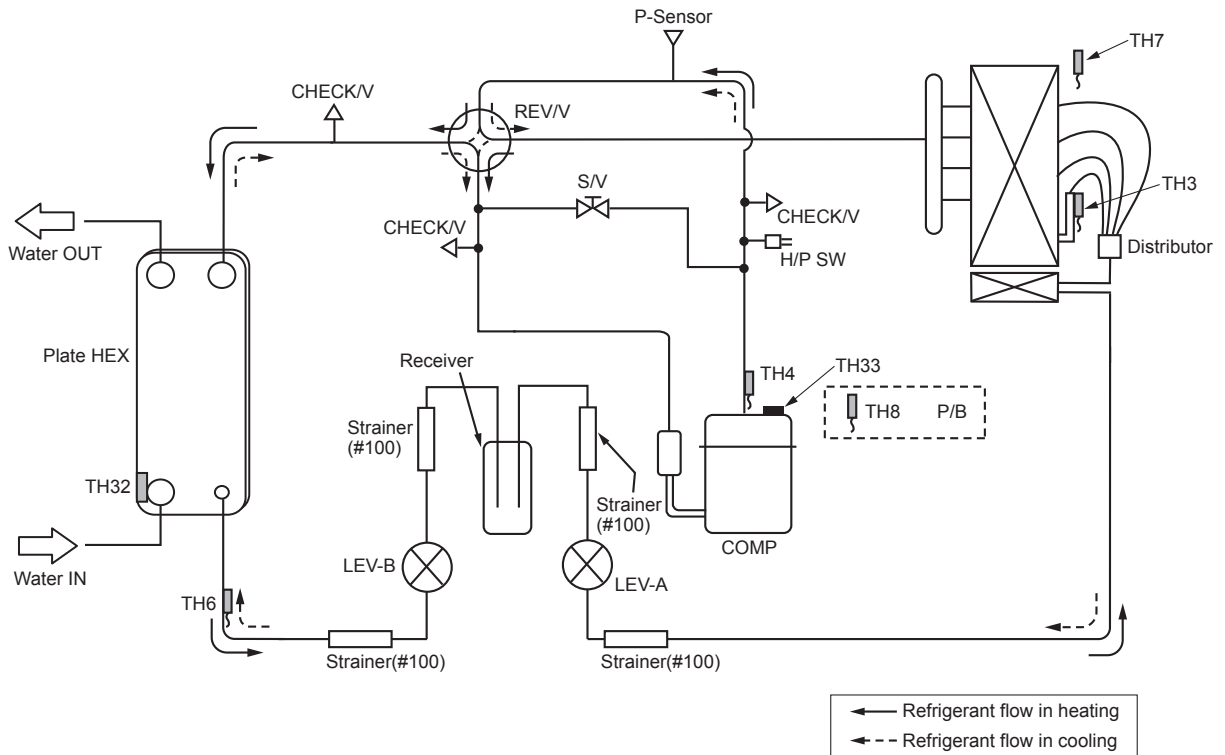 P-Sensor
TH7
CHECK/V
REV/V
TH3
S/V
Water OUT
CHECK/V
CHECK/V
Distributor
H/P SW
Plate HEX
Receiver
TH4
TH33
TH8
P/B
Strainer
(#100)
TH32
Strainer
(#100)
COMP
LEV-B
LEV-A
Water IN
TH6
Strainer(#100)
Strainer(#100)
Refrigerant flow in heating
Refrigerant flow in cooling